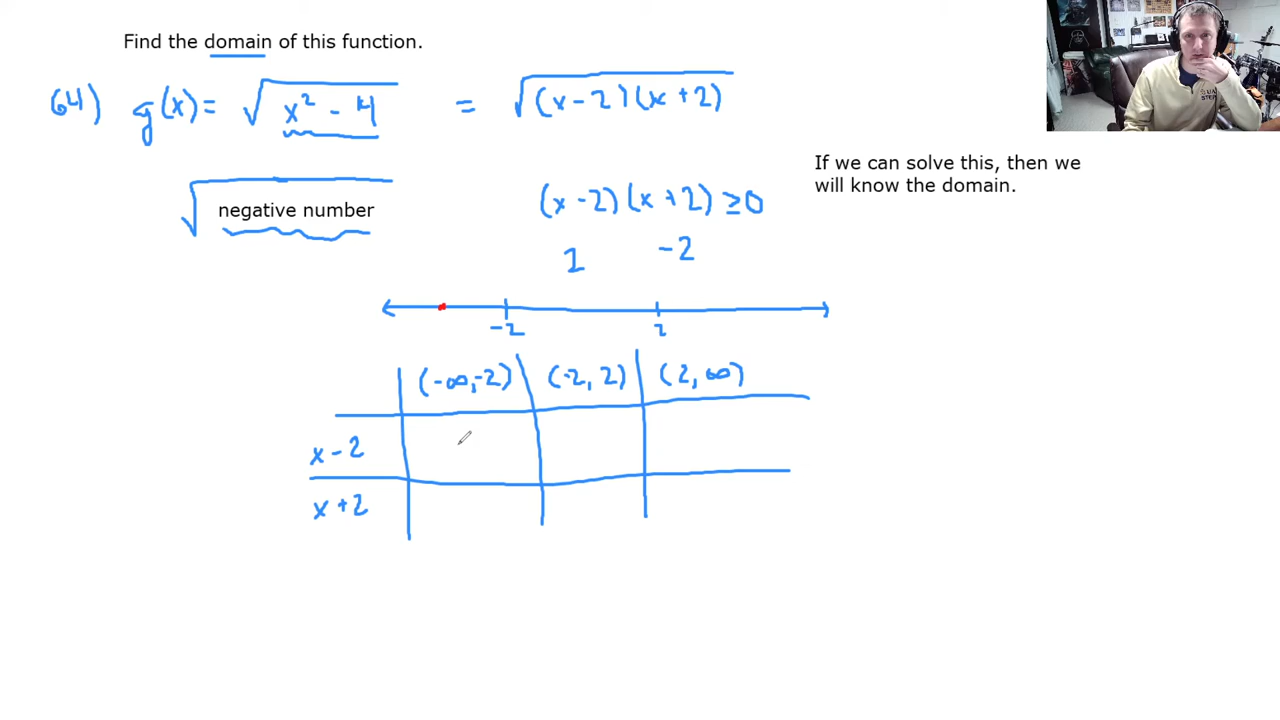 Find the domain of this function.
64) g(x) = √(x² - 4) = √((x-2)(x+2))
If we can solve this, then we
will know the domain.
√(negative number)
(x-2)(x+2) ≥ 0
1 -2
-2 2
(-∞,-2) (-2, 2) (2, ∞)
x - 2
x + 2